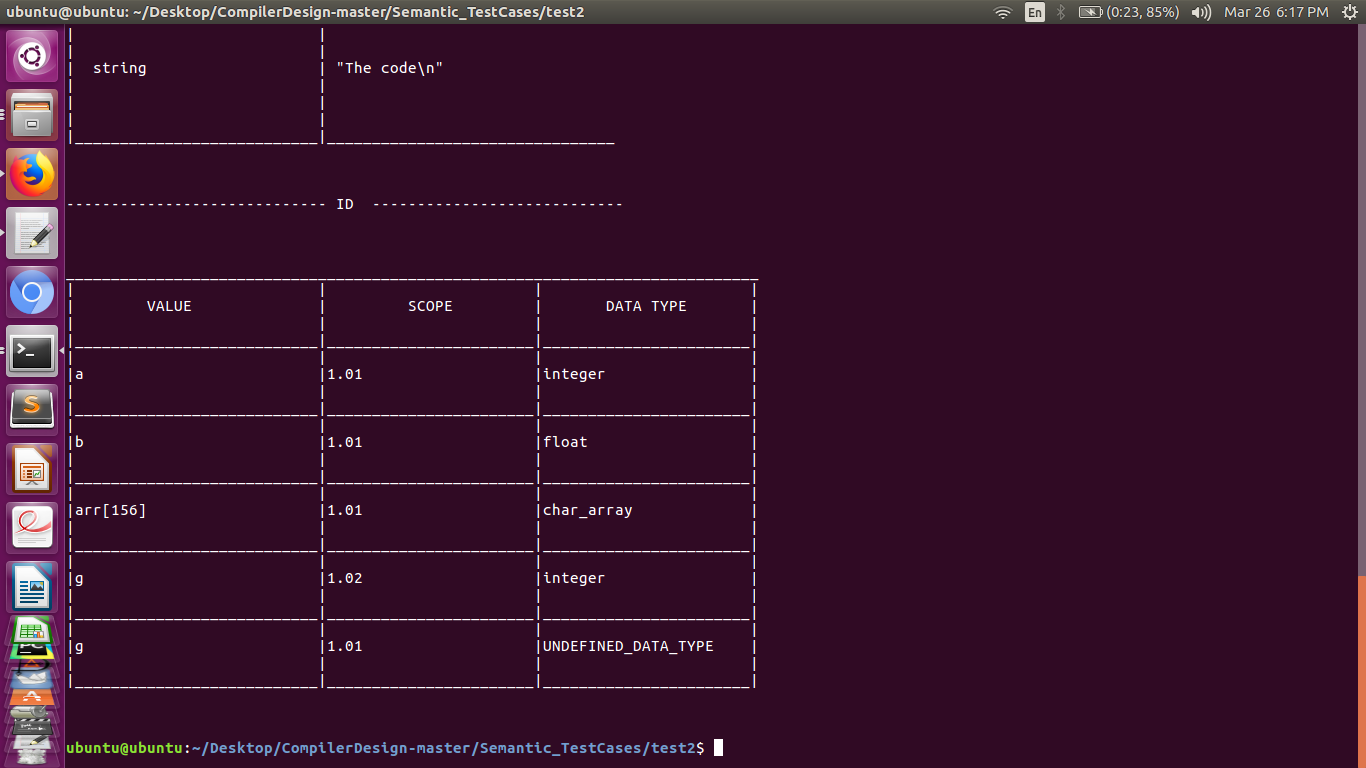 ubuntu@ubuntu: ~/Desktop/CompilerDesign-master/Semantic_TestCases/test2 En (0:23, 85%) Mar 26 6:17 PM
string "The code\n"
---------------------------- ID ----------------------------
VALUE SCOPE DATA TYPE
a 1.01 integer
b 1.01 float
arr[156] 1.01 char_array
g 1.02 integer
g 1.01 UNDEFINED_DATA_TYPE
ubuntu@ubuntu:~/Desktop/CompilerDesign-master/Semantic_TestCases/test2$